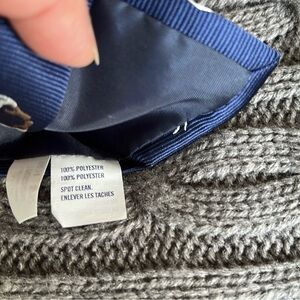 100% POLYESTER
100% POLYESTER
SPOT CLEAN.
ENLEVER LES TACHES